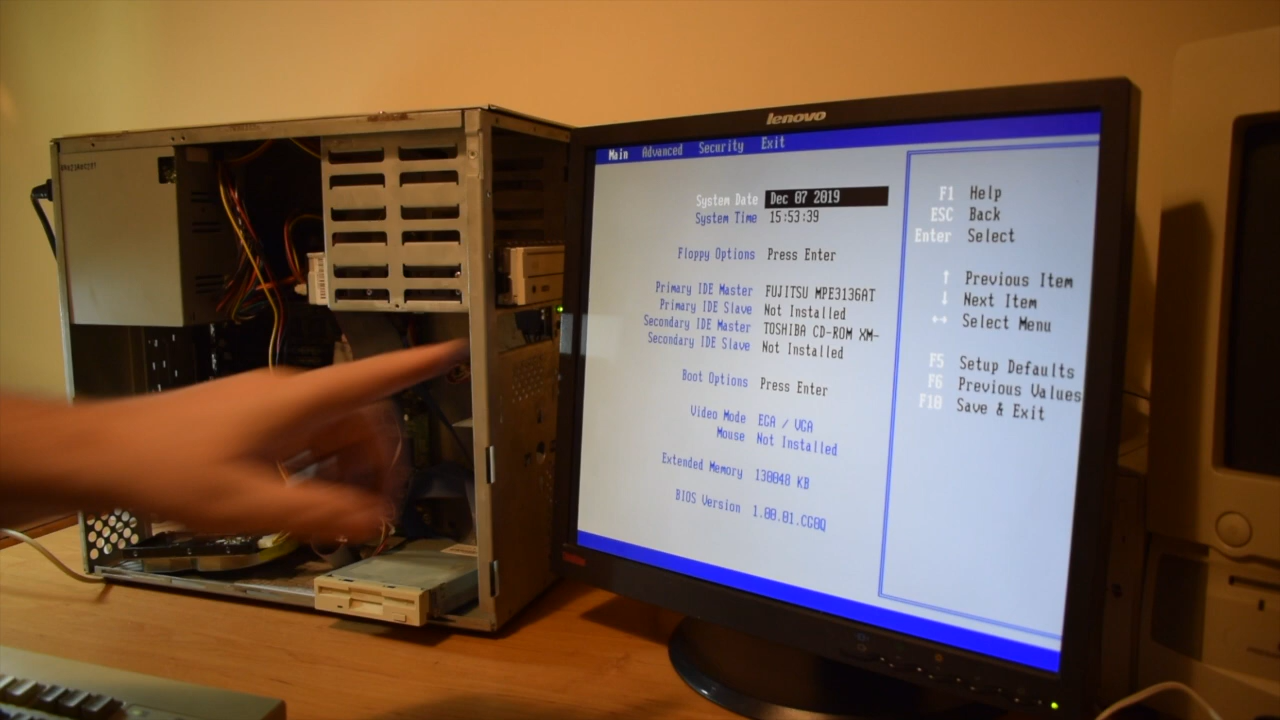 lenovo
Main Advanced Security Exit
System Date Dec 07 2019
System Time 15:53:39
Floppy Options Press Enter
Primary IDE Master FUJITSU MPE3136AT
Primary IDE Slave Not Installed
Secondary IDE Master TOSHIBA CD-ROM XM-
Secondary IDE Slave Not Installed
Boot Options Press Enter
Video Mode EGA / VGA
Mouse Not Installed
Extended Memory 130048 KB
BIOS Version 1.00.01.CG0Q
F1 Help
ESC Back
Enter Select
↑ Previous Item
↓ Next Item
↔ Select Menu
F5 Setup Defaults
F6 Previous Values
F10 Save & Exit